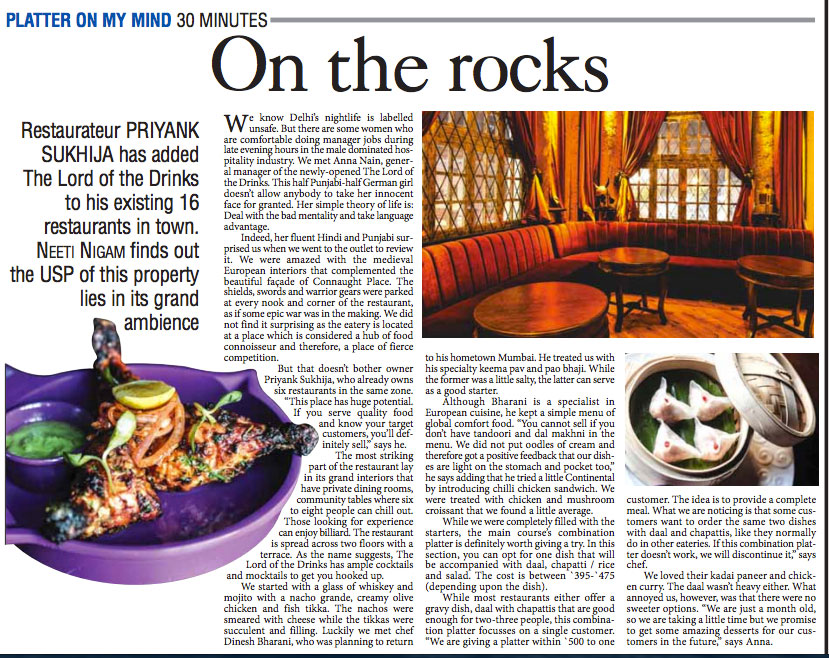 PLATTER ON MY MIND 30 MINUTES
On the rocks
Restaurateur PRIYANK
SUKHIJA has added
The Lord of the Drinks
to his existing 16
restaurants in town.
NEETI NIGAM finds out
the USP of this property
lies in its grand
ambience
We know Delhi's nightlife is labelled
unsafe. But there are some women who
are comfortable doing manager jobs during
late evening hours in the male dominated hos-
pitality industry. We met Anna Nain, gener-
al manager of the newly-opened The Lord of
the Drinks. This half Punjabi-half German girl
doesn't allow anybody to take her innocent
face for granted. Her simple theory of life is:
Deal with the bad mentality and take language
advantage.
Indeed, her fluent Hindi and Punjabi sur-
prised us when we went to the outlet to review
it. We were amazed with the medieval
European interiors that complemented the
beautiful façade of Connaught Place. The
shields, swords and warrior gears were parked
at every nook and corner of the restaurant,
as if some epic war was in the making. We did
not find it surprising as the eatery is located
at a place which is considered a hub of food
connoisseur and therefore, a place of fierce
competition.
But that doesn't bother owner
Priyank Sukhija, who already owns
six restaurants in the same zone.
"This place has huge potential.
If you serve quality food
and know your target
customers, you'll def-
initely sell," says he.
The most striking
part of the restaurant lay
in its grand interiors that
have private dining rooms,
community tables where six
to eight people can chill out.
Those looking for experience
can enjoy billiard. The restaurant
is spread across two floors with a
terrace. As the name suggests, The
Lord of the Drinks has ample cocktails
and mocktails to get you hooked up.
We started with a glass of whiskey and
mojito with a nacho grande, creamy olive
chicken and fish tikka. The nachos were
smeared with cheese while the tikkas were
succulent and filling. Luckily we met chef
Dinesh Bharani, who was planning to return
to his hometown Mumbai. He treated us with
his specialty keema pav and pao bhaji. While
the former was a little salty, the latter can serve
as a good starter.
Although Bharani is a specialist in
European cuisine, he kept a simple menu of
global comfort food. "You cannot sell if you
don't have tandoori and dal makhni in the
menu. We did not put oodles of cream and
therefore got a positive feedback that our dish-
es are light on the stomach and pocket too,"
he says adding that he tried a little Continental
by introducing chilli chicken sandwich. We
were treated with chicken and mushroom
croissant that we found a little average.
While we were completely filled with the
starters, the main course's combination
platter is definitely worth giving a try. In this
section, you can opt for one dish that will
be accompanied with daal, chapatti / rice
and salad. The cost is between `395-`475
(depending upon the dish).
While most restaurants either offer a
gravy dish, daal with chapattis that are good
enough for two-three people, this combina-
tion platter focusses on a single customer.
"We are giving a platter within `500 to one
customer. The idea is to provide a complete
meal. What we are noticing is that some cus-
tomers want to order the same two dishes
with daal and chapattis, like they normally
do in other eateries. If this combination plat-
ter doesn't work, we will discontinue it," says
chef.
We loved their kadai paneer and chick-
en curry. The daal wasn't heavy either. What
annoyed us, however, was that there were no
sweeter options. "We are just a month old,
so we are taking a little time but we promise
to get some amazing desserts for our cus-
tomers in the future," says Anna.